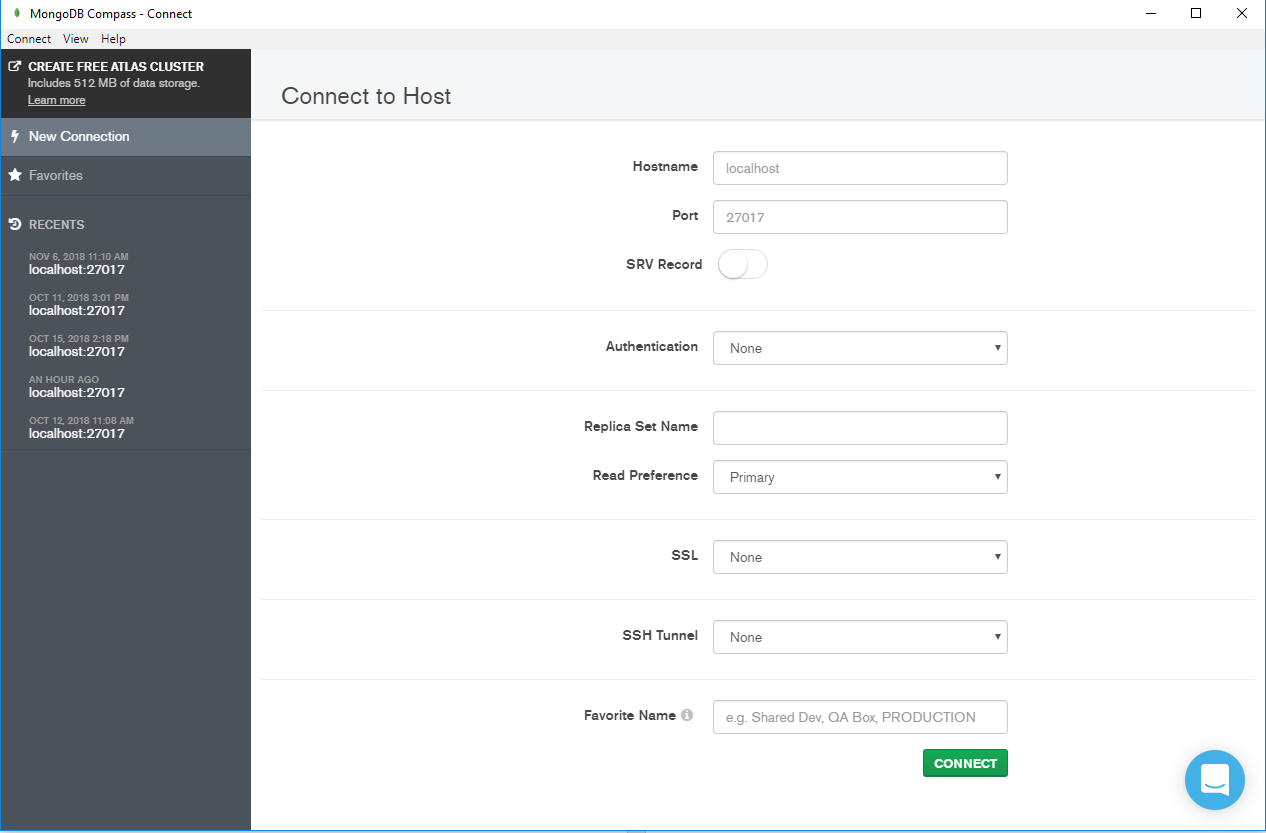 MongoDB Compass - Connect
Connect View Help
CREATE FREE ATLAS CLUSTER
Includes 512 MB of data storage.
Learn more
New Connection
Favorites
RECENTS
NOV 6, 2018 11:10 AM
localhost:27017
OCT 11, 2018 3:01 PM
localhost:27017
OCT 15, 2018 2:18 PM
localhost:27017
AN HOUR AGO
localhost:27017
OCT 12, 2018 11:08 AM
localhost:27017
Connect to Host
Hostname localhost
Port 27017
SRV Record
Authentication None
Replica Set Name
Read Preference Primary
SSL None
SSH Tunnel None
Favorite Name e.g. Shared Dev, QA Box, PRODUCTION
CONNECT